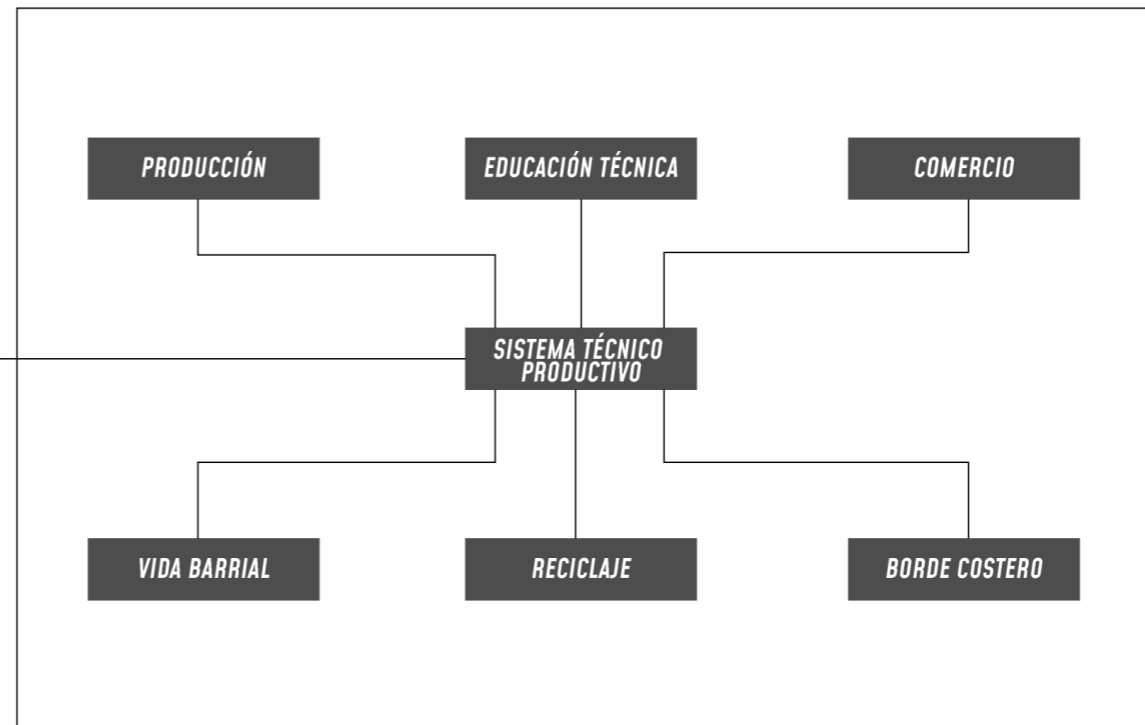 PRODUCCIÓN
EDUCACIÓN TÉCNICA
COMERCIO
SISTEMA TÉCNICO
PRODUCTIVO
VIDA BARRIAL
RECICLAJE
BORDE COSTERO